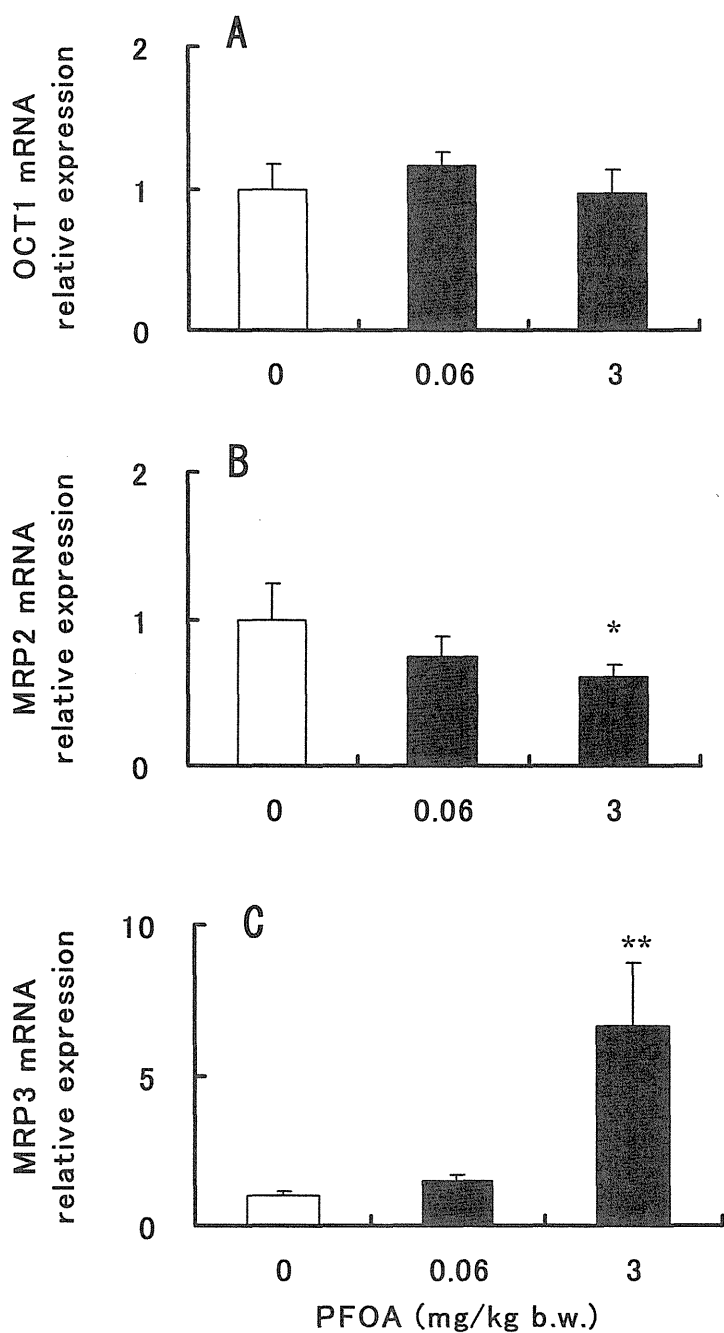 A
OCT1 mRNA
relative expression
2
1
0
0 0.06 3
B
MRP2 mRNA
relative expression
2
1
0
*
0 0.06 3
C
MRP3 mRNA
relative expression
10
5
0
**
0 0.06 3
PFOA (mg/kg b.w.)